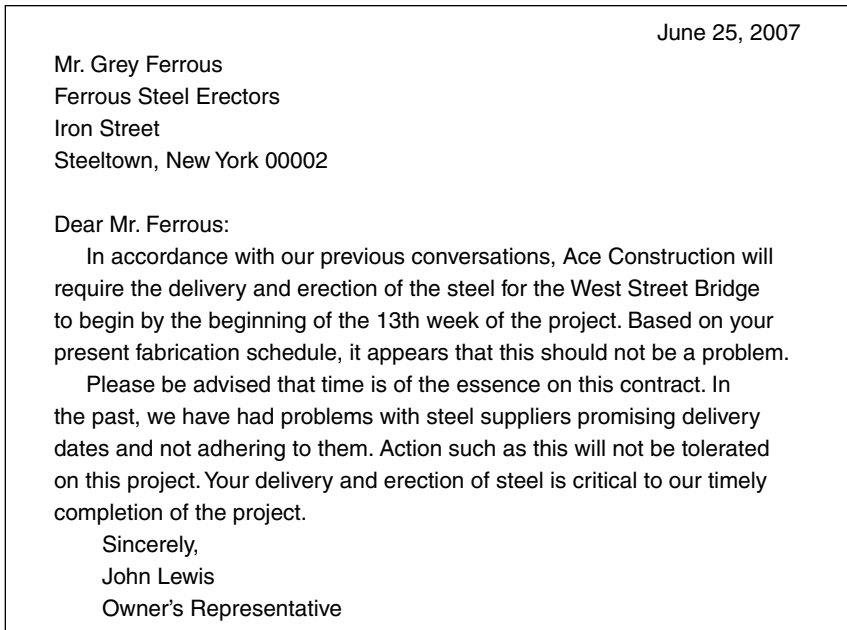 June 25, 2007
Mr. Grey Ferrous
Ferrous Steel Erectors
Iron Street
Steeltown, New York 00002
Dear Mr. Ferrous:
In accordance with our previous conversations, Ace Construction will
require the delivery and erection of the steel for the West Street Bridge
to begin by the beginning of the 13th week of the project. Based on your
present fabrication schedule, it appears that this should not be a problem.
Please be advised that time is of the essence on this contract. In
the past, we have had problems with steel suppliers promising delivery
dates and not adhering to them. Action such as this will not be tolerated
on this project. Your delivery and erection of steel is critical to our timely
completion of the project.
Sincerely,
John Lewis
Owner's Representative